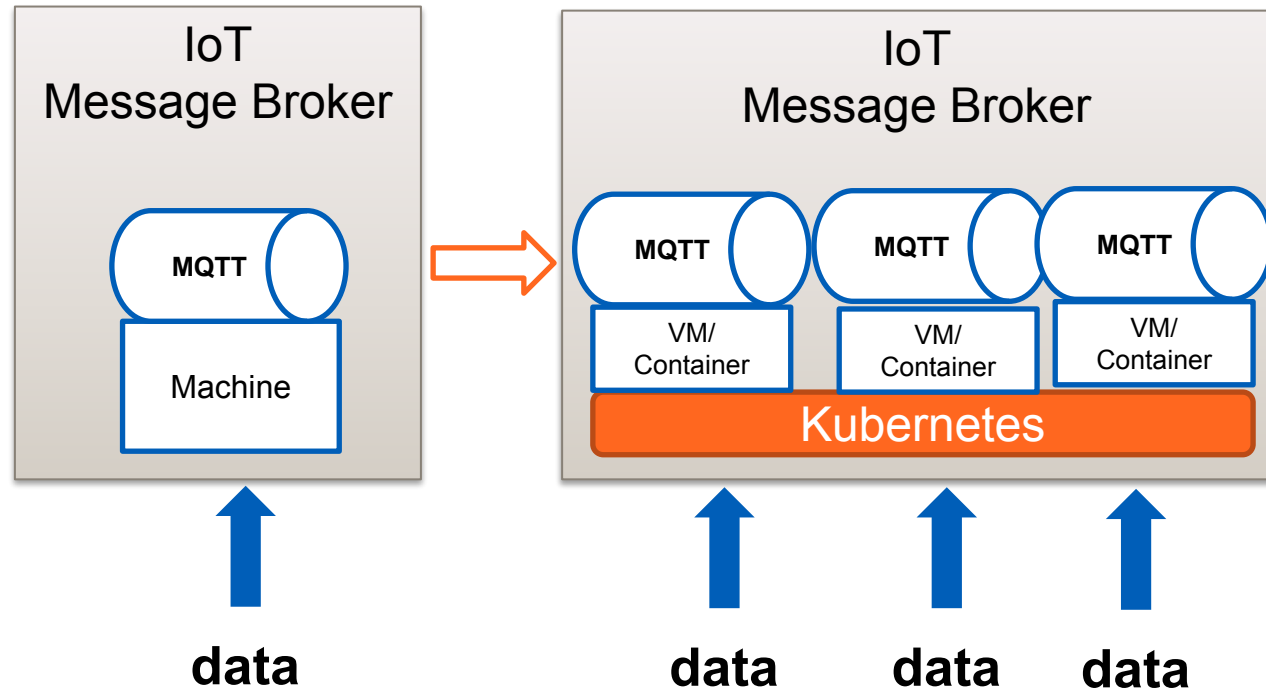 IoT
Message Broker
MQTT
Machine
data
IoT
Message Broker
MQTT
MQTT
MQTT
VM/
Container
VM/
Container
VM/
Container
Kubernetes
data
data
data